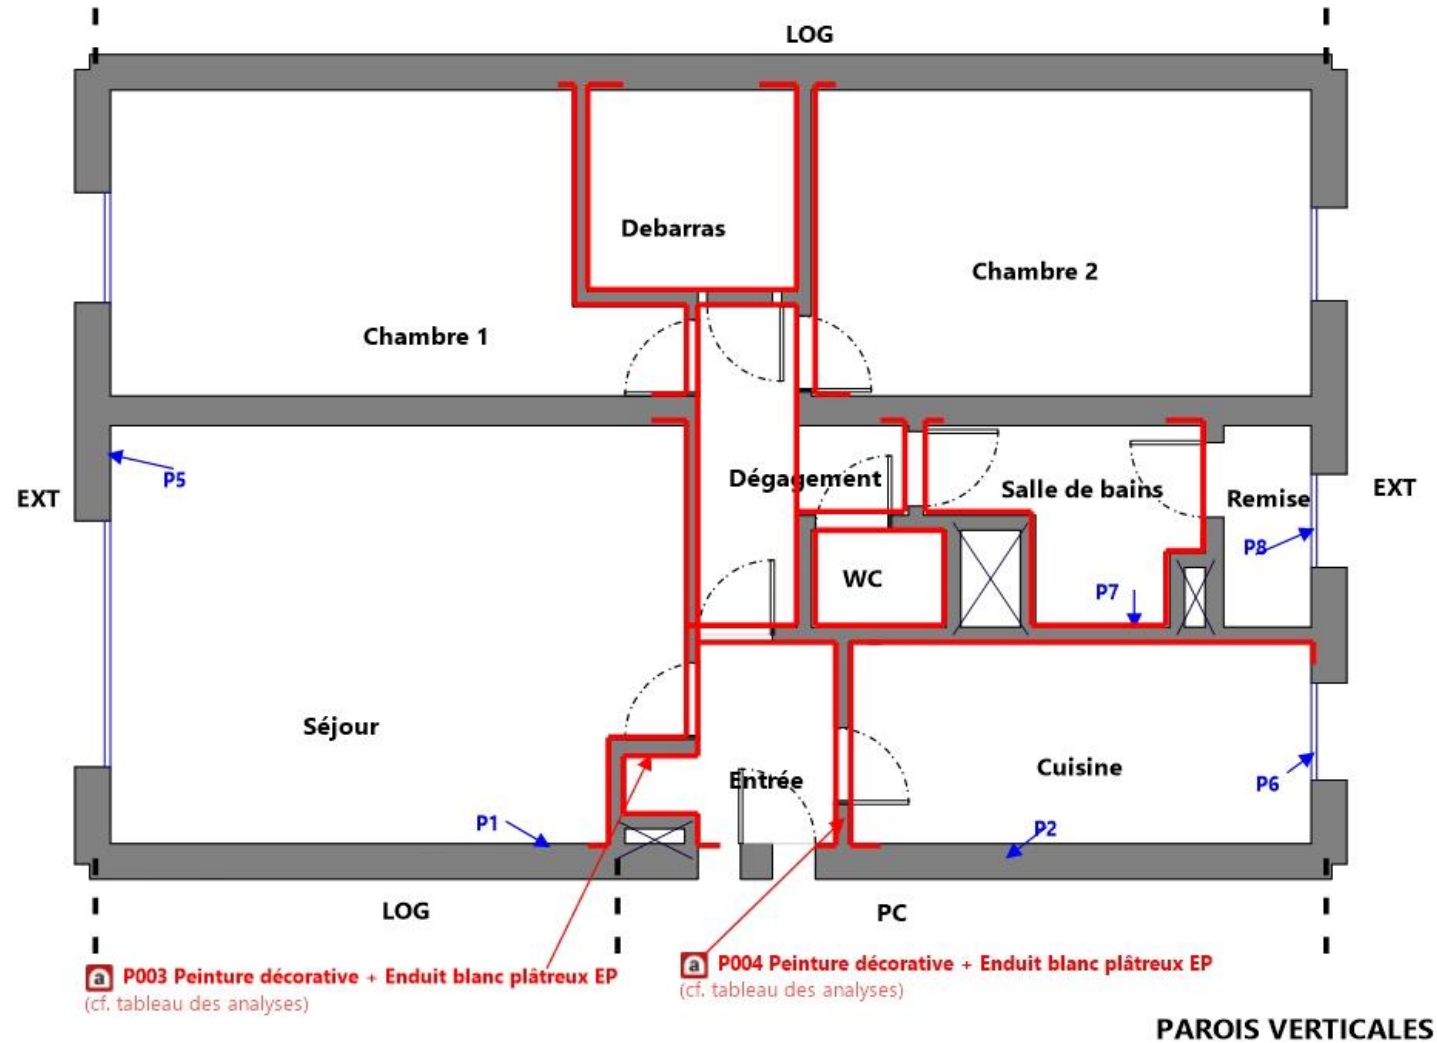 LOG
Debarras
Chambre 2
Chambre 1
P5
EXT
Dégagement
Salle de bains
Remise
EXT
P8
WC
P7
Séjour
Entrée
Cuisine
P6
P1
P2
LOG
PC
a P003 Peinture décorative + Enduit blanc plâtreux EP
(cf. tableau des analyses)
a P004 Peinture décorative + Enduit blanc plâtreux EP
(cf. tableau des analyses)
PAROIS VERTICALES